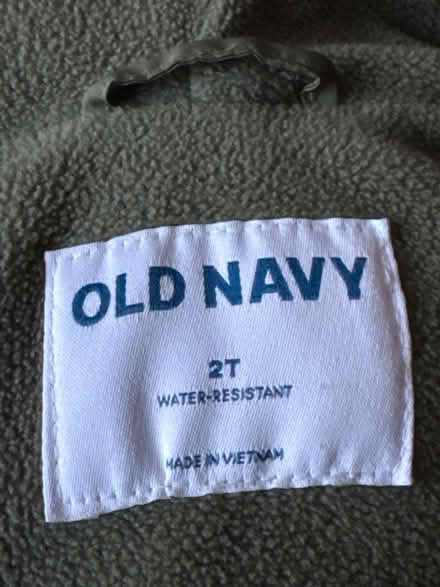 OLD NAVY
2T
WATER-RESISTANT
MADE IN VIETNAM